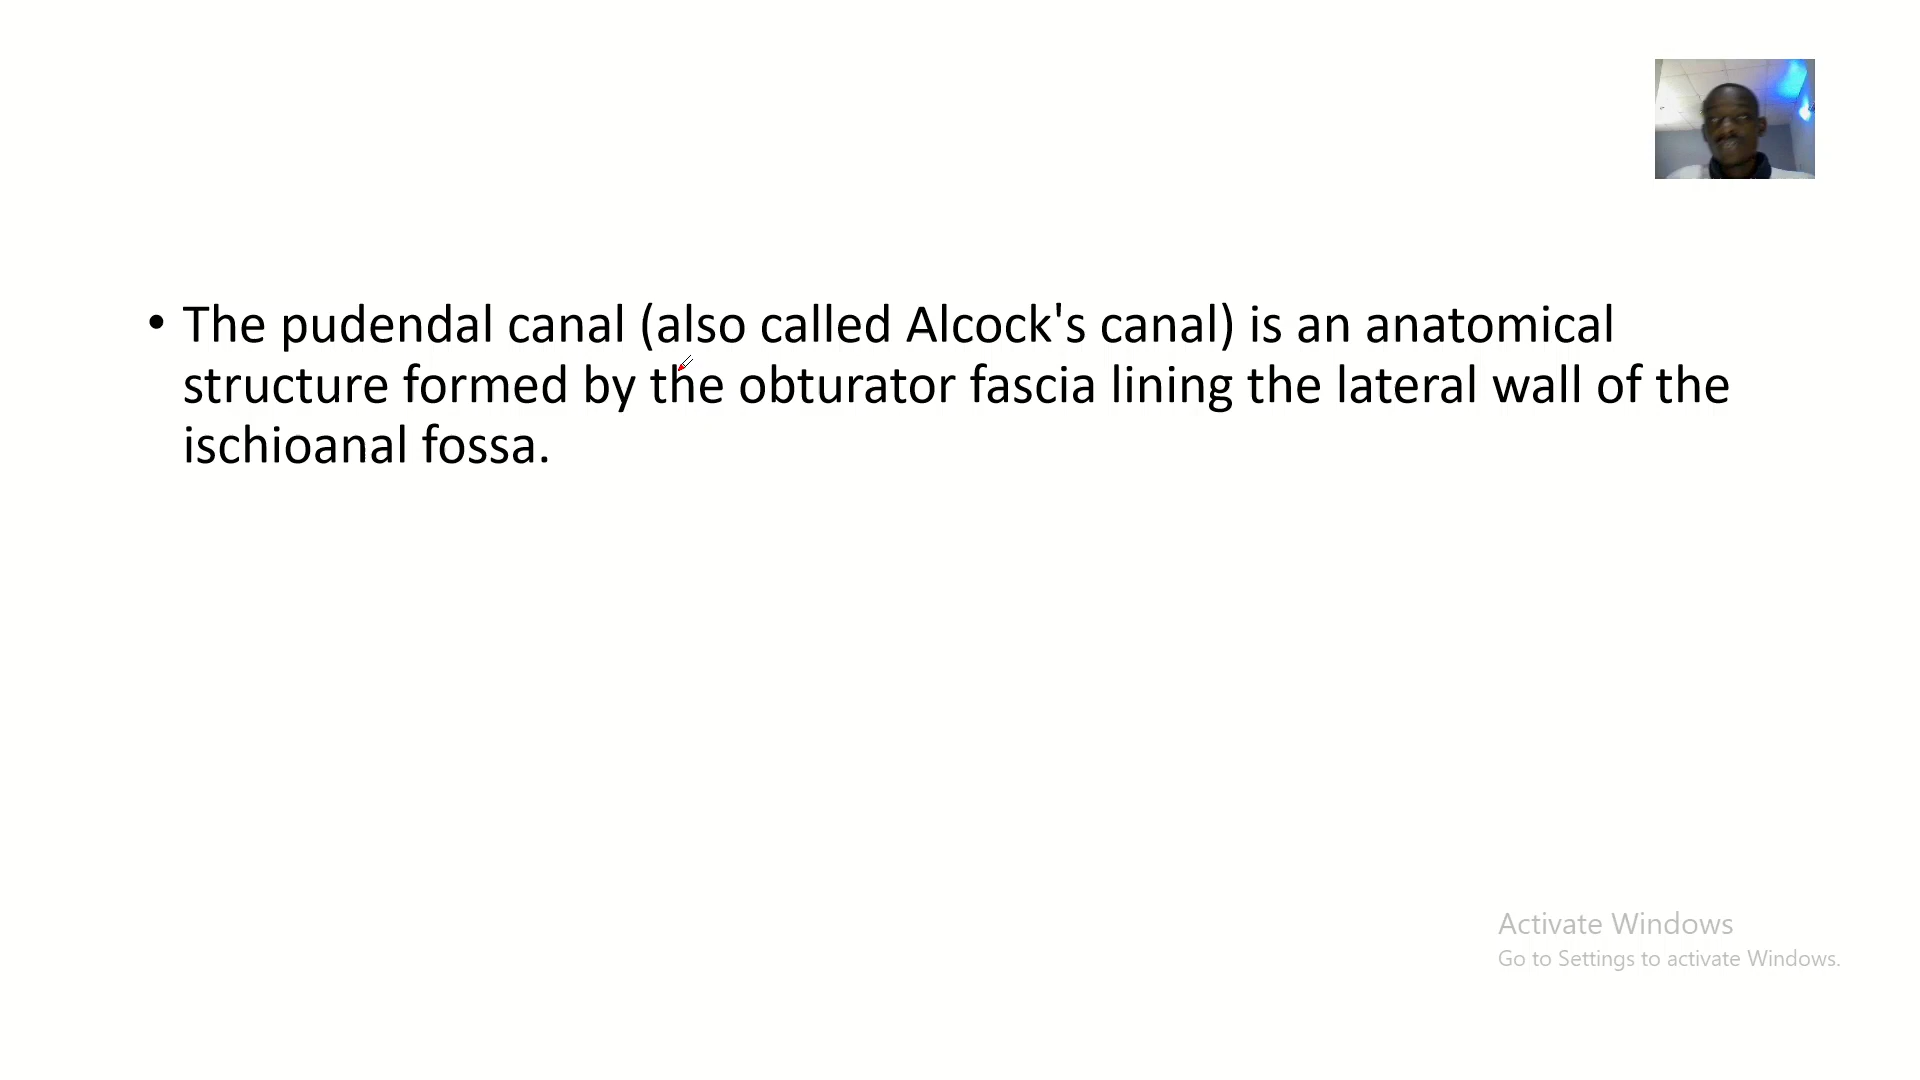 • The pudendal canal (also called Alcock's canal) is an anatomical
structure formed by the obturator fascia lining the lateral wall of the
ischioanal fossa.
Activate Windows
Go to Settings to activate Windows.